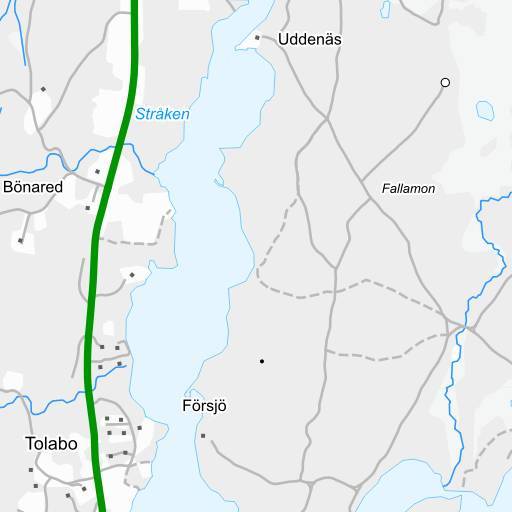 Uddenäs
Stråken
Bönared
Fallamon
Försjö
Tolabo